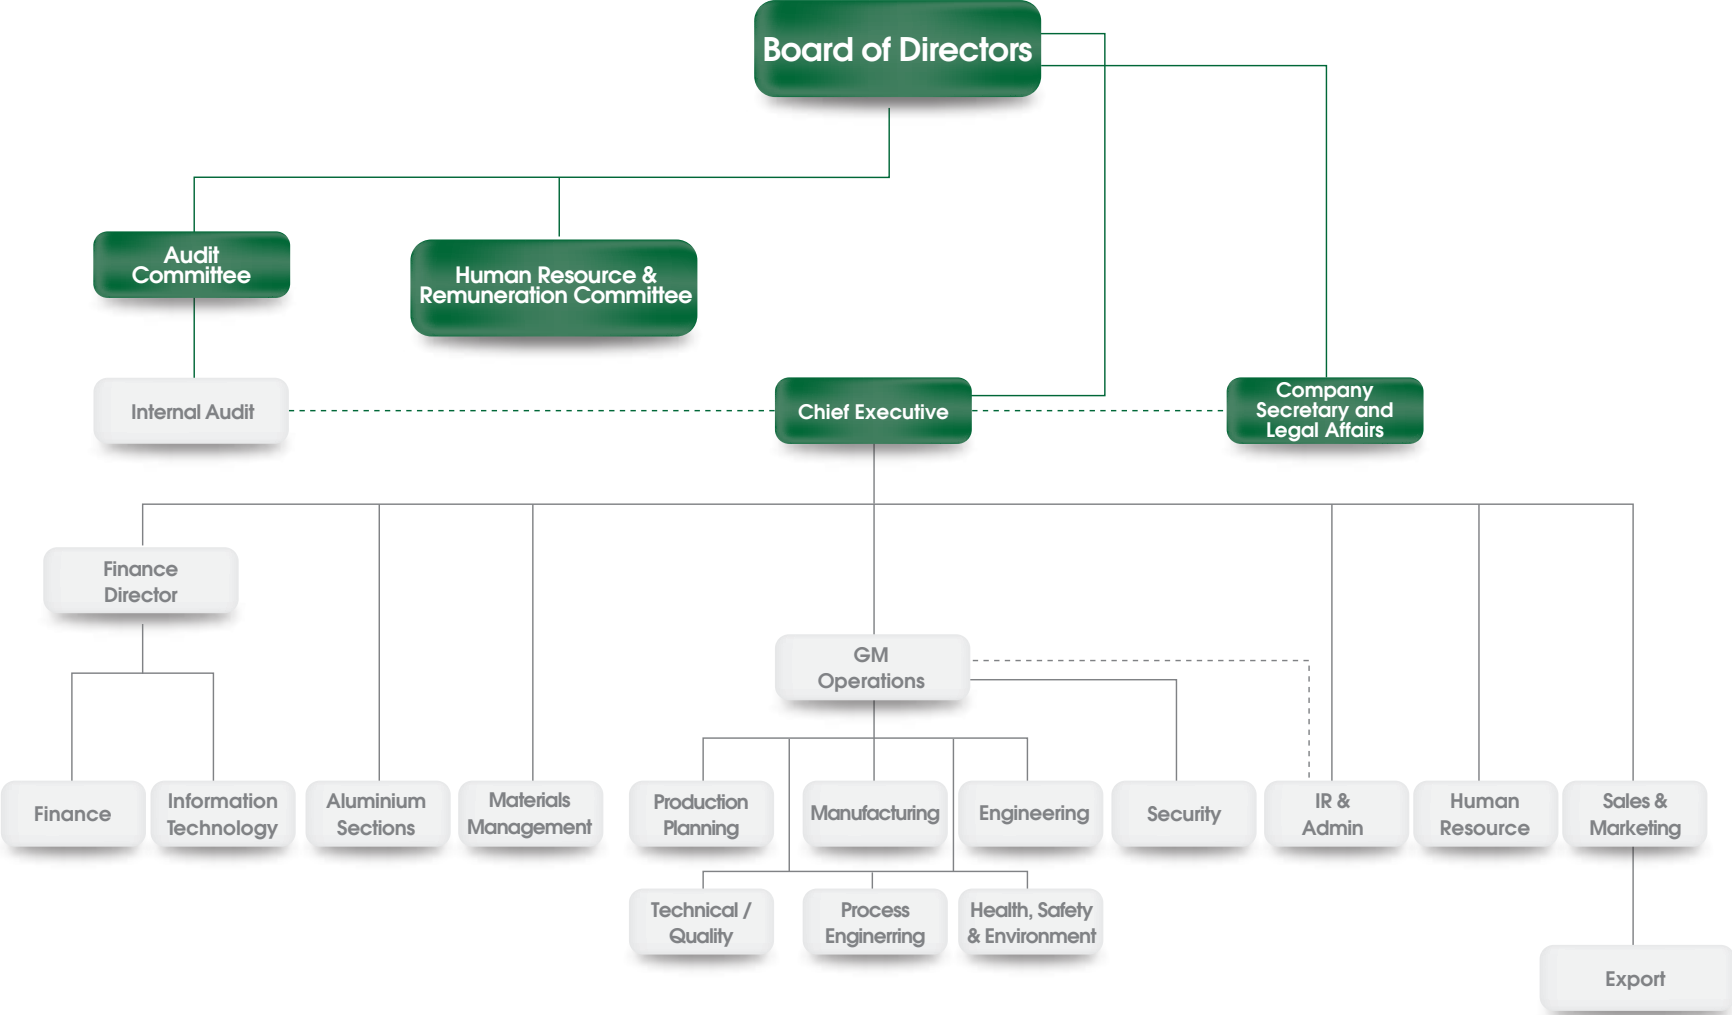 Board of Directors
Audit
Committee
Human Resource &
Remuneration Committee
Internal Audit
Chief Executive
Company
Secretary and
Legal Affairs
Finance
Director
GM
Operations
Finance
Information
Technology
Aluminium
Sections
Materials
Management
Production
Planning
Manufacturing
Engineering
Security
IR &
Admin
Human
Resource
Sales &
Marketing
Technical /
Quality
Process
Enginerring
Health, Safety
& Environment
Export